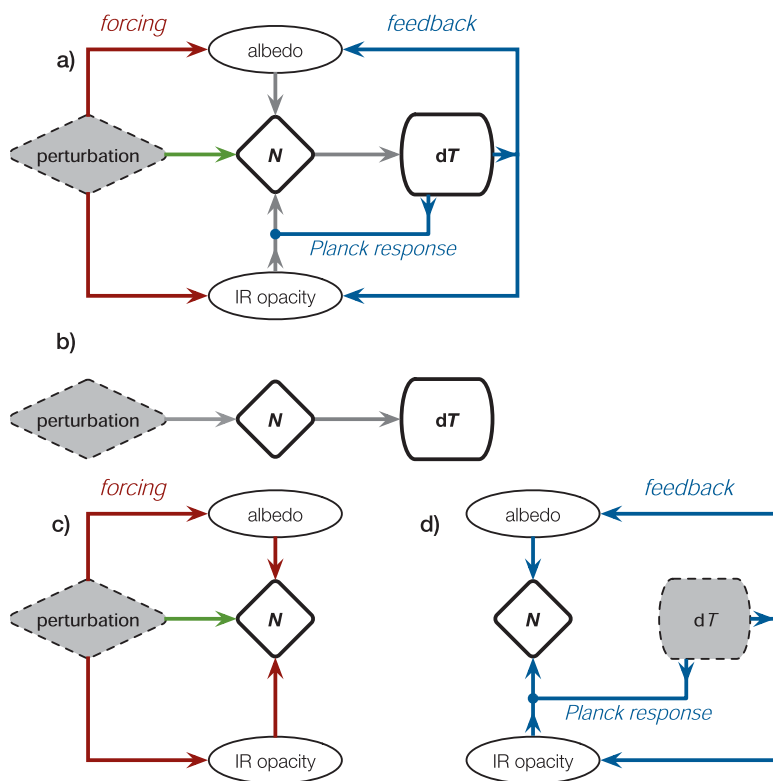 forcing
feedback
a)
albedo
perturbation
N
dT
Planck response
IR opacity
b)
perturbation
N
dT
forcing
feedback
c)
albedo
d)
albedo
perturbation
N
N
dT
Planck response
IR opacity
IR opacity